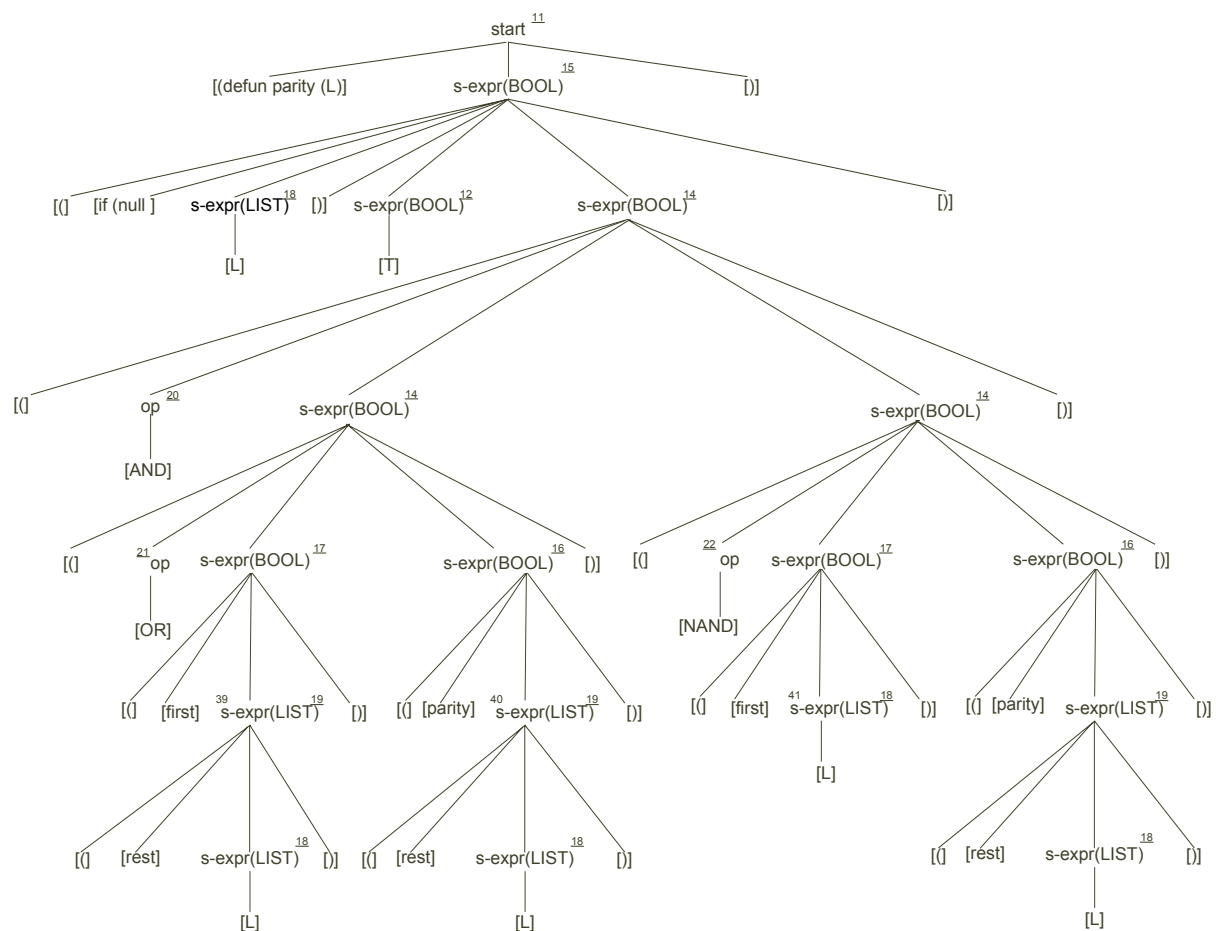 start 11
[(defun parity (L)] s-expr(BOOL) 15 [)]
[(] [if (null ] s-expr(LIST) 18 [)] s-expr(BOOL) 12 s-expr(BOOL) 14 [)]
[L] [T]
[(] op 20 s-expr(BOOL) 14 s-expr(BOOL) 14 [)]
[AND]
[(] 21 op s-expr(BOOL) 17 s-expr(BOOL) 16 [)] [(] 22 op s-expr(BOOL) 17 s-expr(BOOL) 16 [)]
[OR] [NAND]
[(] [first] 39 s-expr(LIST) 19 [)] [(] [parity] 40 s-expr(LIST) 19 [)] [(] [first] 41 s-expr(LIST) 18 [)] [(] [parity] s-expr(LIST) 19 [)]
[L]
[(] [rest] s-expr(LIST) 18 [)] [(] [rest] s-expr(LIST) 18 [)] [(] [rest] s-expr(LIST) 18 [)]
[L] [L] [L]